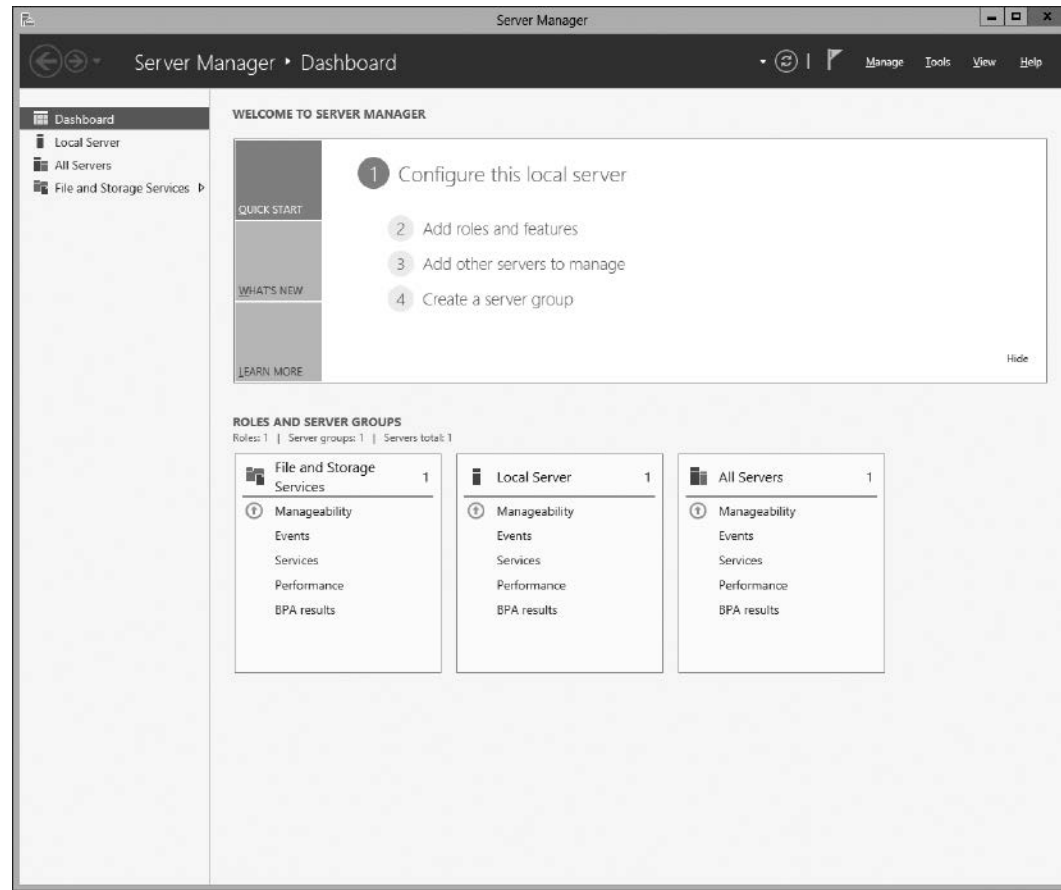 Server Manager
Server Manager • Dashboard
Manage Tools View Help
Dashboard
Local Server
All Servers
File and Storage Services
WELCOME TO SERVER MANAGER
QUICK START
WHAT'S NEW
LEARN MORE
1 Configure this local server
2 Add roles and features
3 Add other servers to manage
4 Create a server group
Hide
ROLES AND SERVER GROUPS
Roles: 1 | Server groups: 1 | Servers total: 1
File and Storage
Services 1
Manageability
Events
Services
Performance
BPA results
Local Server 1
Manageability
Events
Services
Performance
BPA results
All Servers 1
Manageability
Events
Services
Performance
BPA results